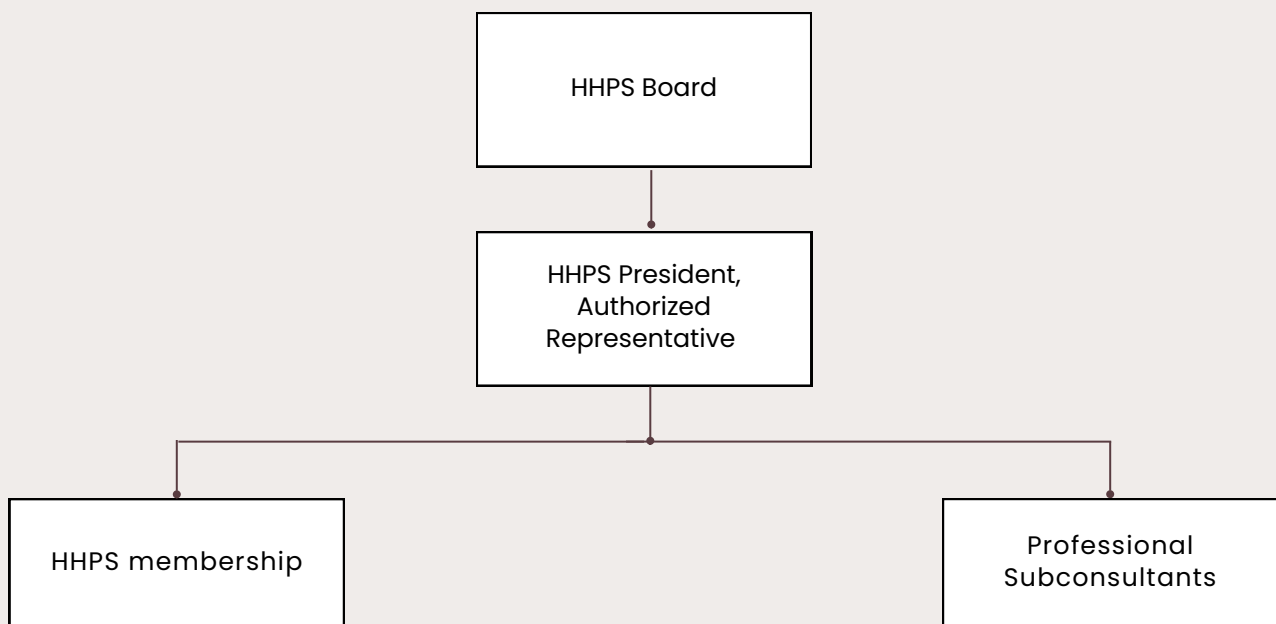 HHPS Board
HHPS President,
Authorized
Representative
HHPS membership
Professional
Subconsultants